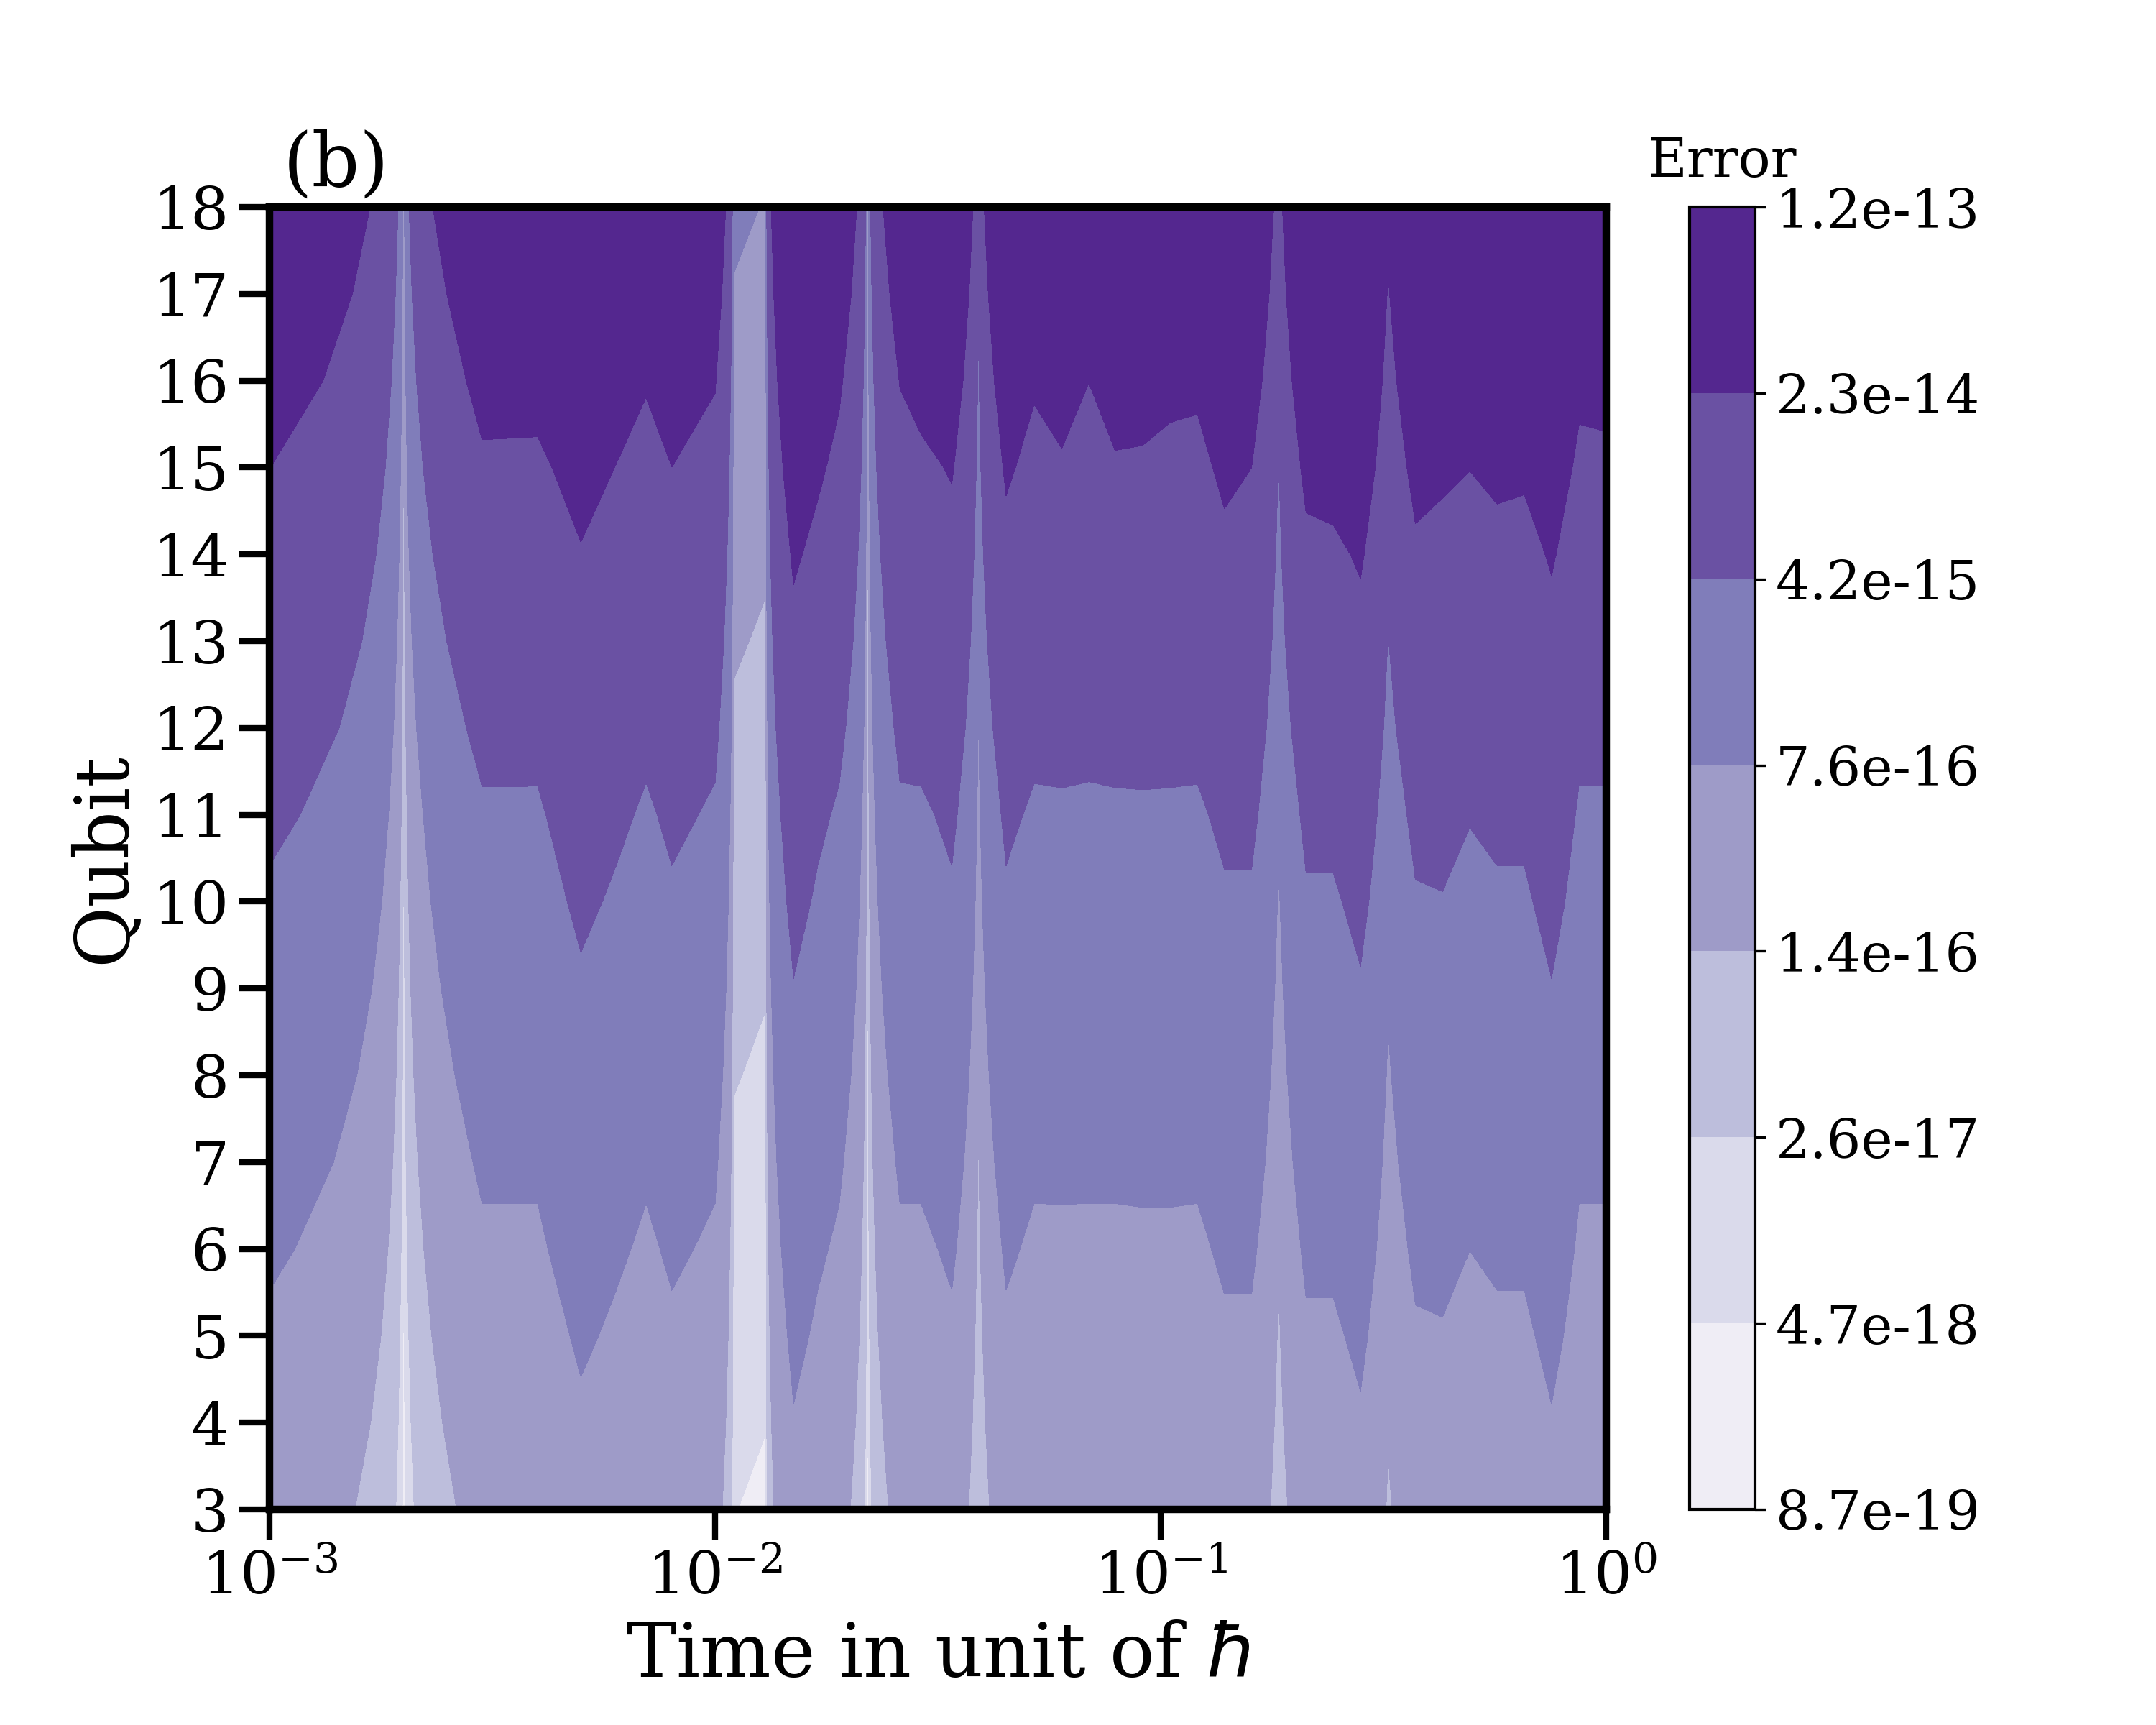 (b)
Error
18
17
16
15
14
13
12
11
10
9
8
7
6
5
4
3
Qubit
10⁻³ 10⁻² 10⁻¹ 10⁰
Time in unit of ℏ
1.2e-13
2.3e-14
4.2e-15
7.6e-16
1.4e-16
2.6e-17
4.7e-18
8.7e-19